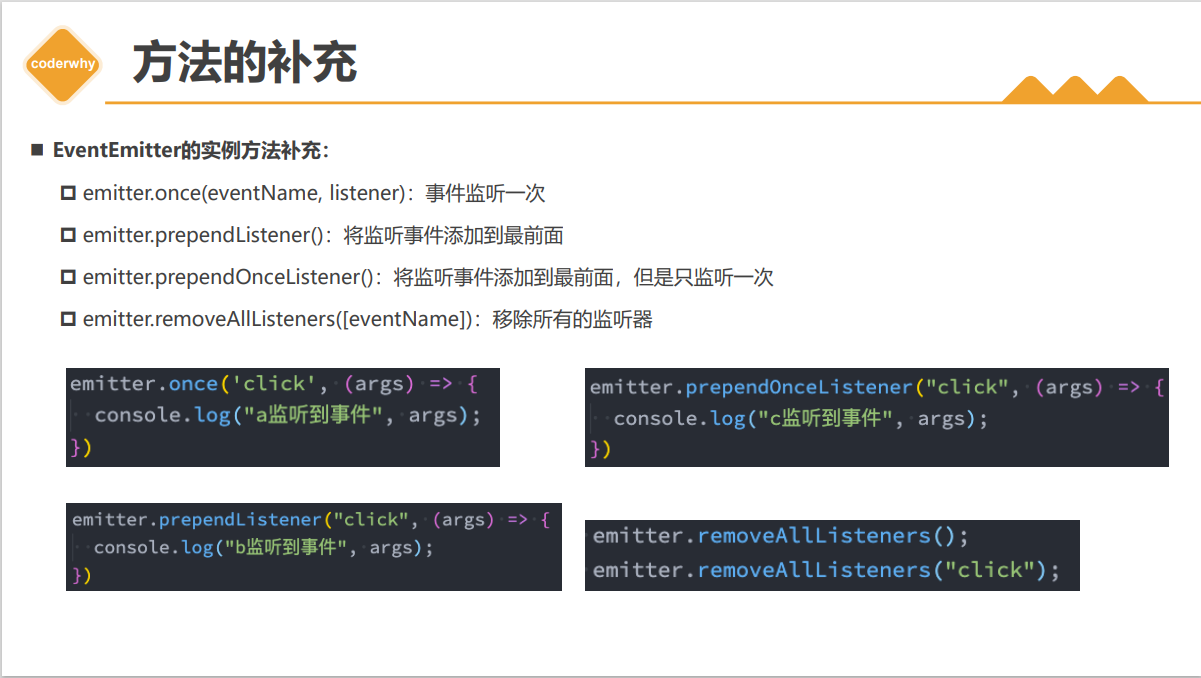 coderwhy
方法的补充
EventEmitter的实例方法补充：
emitter.once(eventName, listener)：事件监听一次
emitter.prependListener()：将监听事件添加到最前面
emitter.prependOnceListener()：将监听事件添加到最前面，但是只监听一次
emitter.removeAllListeners([eventName])：移除所有的监听器
emitter.once('click', (args) => {
  console.log("a监听到事件", args);
})
emitter.prependOnceListener("click", (args) => {
  console.log("c监听到事件", args);
})
emitter.prependListener("click", (args) => {
  console.log("b监听到事件", args);
})
emitter.removeAllListeners();
emitter.removeAllListeners("click");